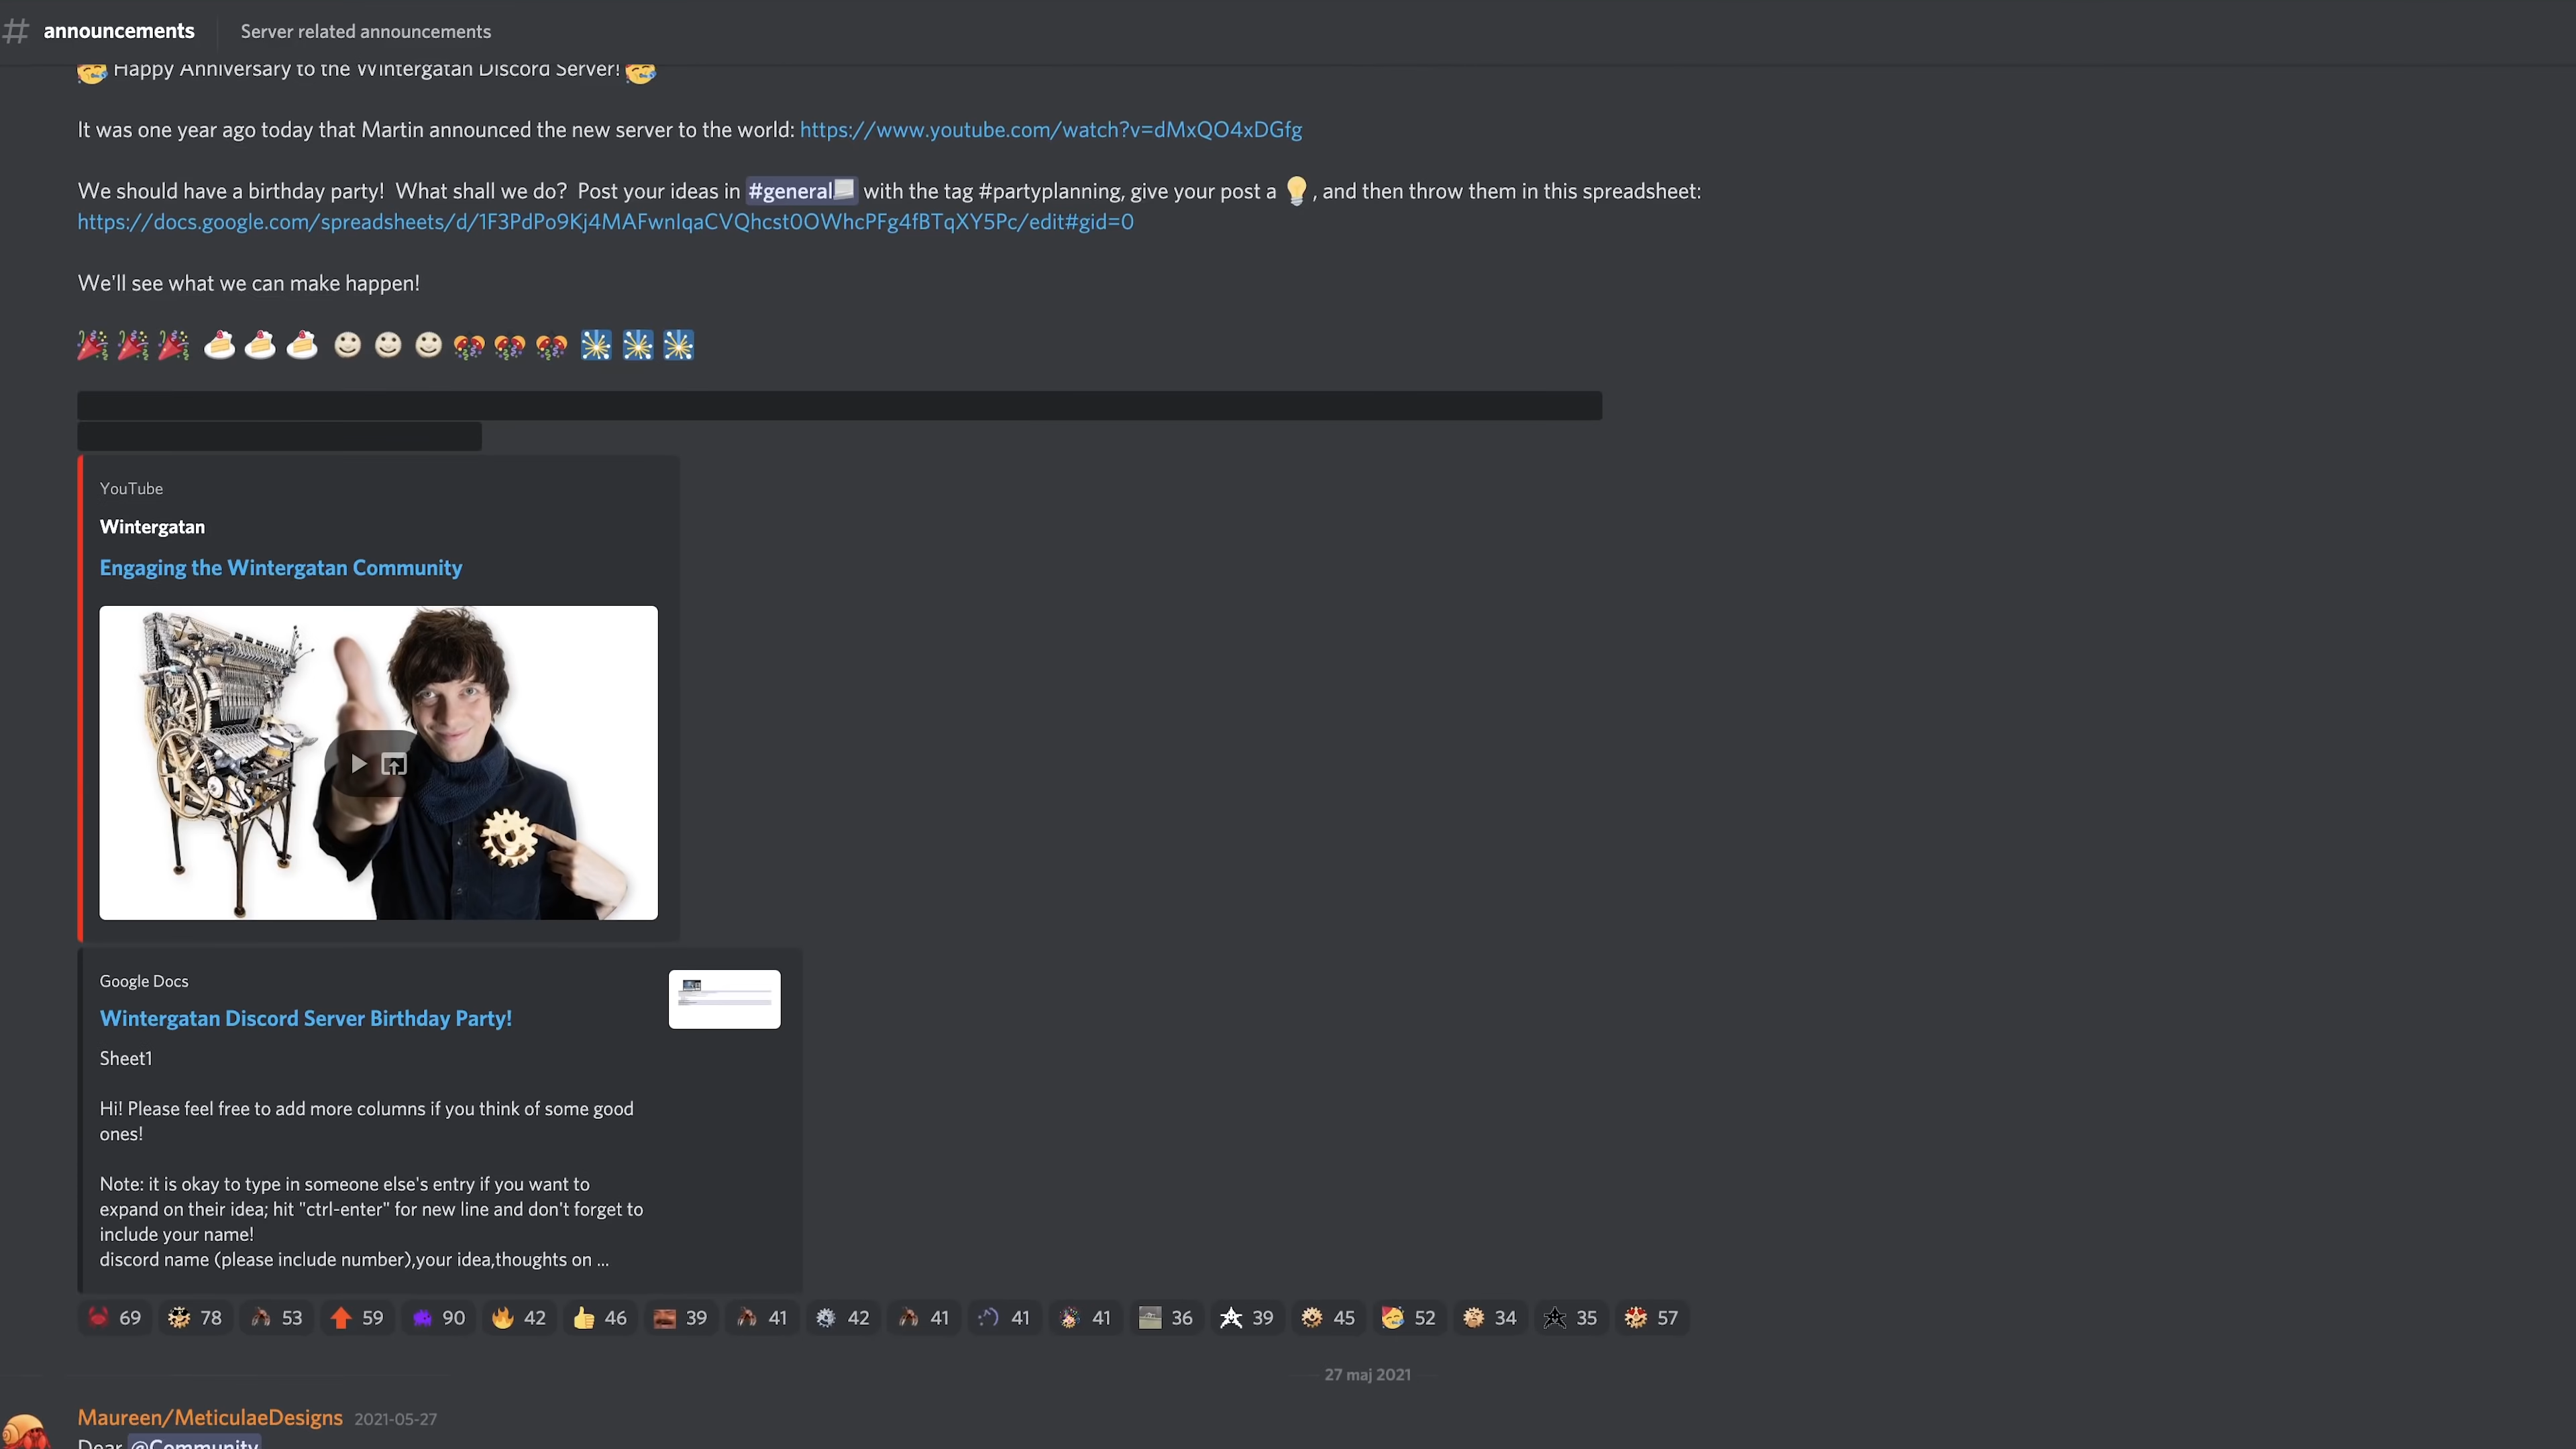 announcements
Server related announcements
Happy Anniversary to the Wintergatan Discord Server!
It was one year ago today that Martin announced the new server to the world: https://www.youtube.com/watch?v=dMxQO4xDGfg
We should have a birthday party! What shall we do? Post your ideas in #general with the tag #partyplanning, give your post a , and then throw them in this spreadsheet:
https://docs.google.com/spreadsheets/d/1F3PdPo9Kj4MAFwnIqaCVQhcst0OWhcPFg4fBTqXY5Pc/edit#gid=0
We'll see what we can make happen!
YouTube
Wintergatan
Engaging the Wintergatan Community
Google Docs
Wintergatan Discord Server Birthday Party!
Sheet1
Hi! Please feel free to add more columns if you think of some good
ones!
Note: it is okay to type in someone else's entry if you want to
expand on their idea; hit "ctrl-enter" for new line and don't forget to
include your name!
discord name (please include number),your idea,thoughts on ...
69 78 53 59 90 42 46 39 41 42 41 41 41 36 39 45 52 34 35 57
27 maj 2021
Maureen/MeticulaeDesigns 2021-05-27
Dear @Community